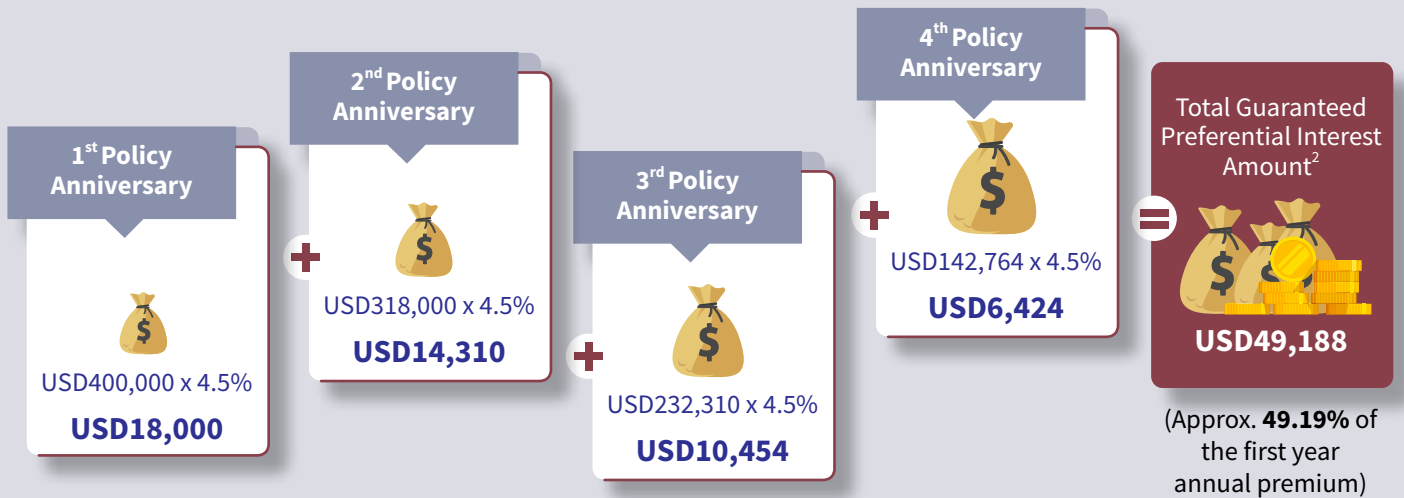 1st Policy
Anniversary
$
USD400,000 x 4.5%
USD18,000
+
2nd Policy
Anniversary
$
USD318,000 x 4.5%
USD14,310
+
3rd Policy
Anniversary
$
USD232,310 x 4.5%
USD10,454
+
4th Policy
Anniversary
$
USD142,764 x 4.5%
USD6,424
=
Total Guaranteed
Preferential Interest
Amount2
$ $ $
USD49,188
(Approx. 49.19% of
the first year
annual premium)